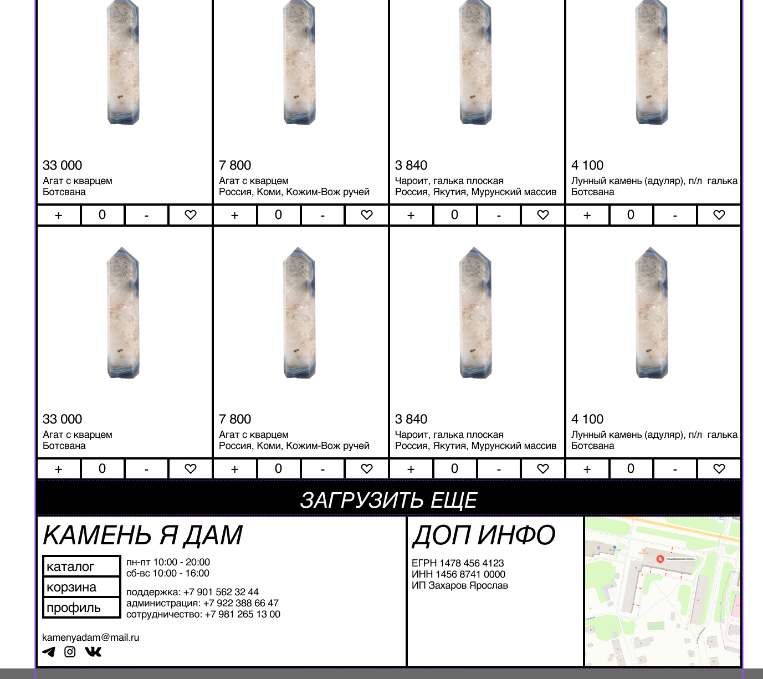 33 000
Агат с кварцем
Ботсвана
7 800
Агат с кварцем
Россия, Коми, Кожим-Вож ручей
3 840
Чароит, галька плоская
Россия, Якутия, Мурунский массив
4 100
Лунный камень (адуляр), п/л галька
Ботсвана
+ 0 - + 0 - + 0 - + 0 -
33 000
Агат с кварцем
Ботсвана
7 800
Агат с кварцем
Россия, Коми, Кожим-Вож ручей
3 840
Чароит, галька плоская
Россия, Якутия, Мурунский массив
4 100
Лунный камень (адуляр), п/л галька
Ботсвана
+ 0 - + 0 - + 0 - + 0 -
ЗАГРУЗИТЬ ЕЩЕ
КАМЕНЬ Я ДАМ
каталог
корзина
профиль
пн-пт 10:00 - 20:00
сб-вс 10:00 - 16:00
поддержка: +7 901 562 32 44
администрация: +7 922 388 66 47
сотрудничество: +7 981 265 13 00
kamenyadam@mail.ru
ДОП ИНФО
ЕГРН 1478 456 4123
ИНН 1456 8741 0000
ИП Захаров Ярослав